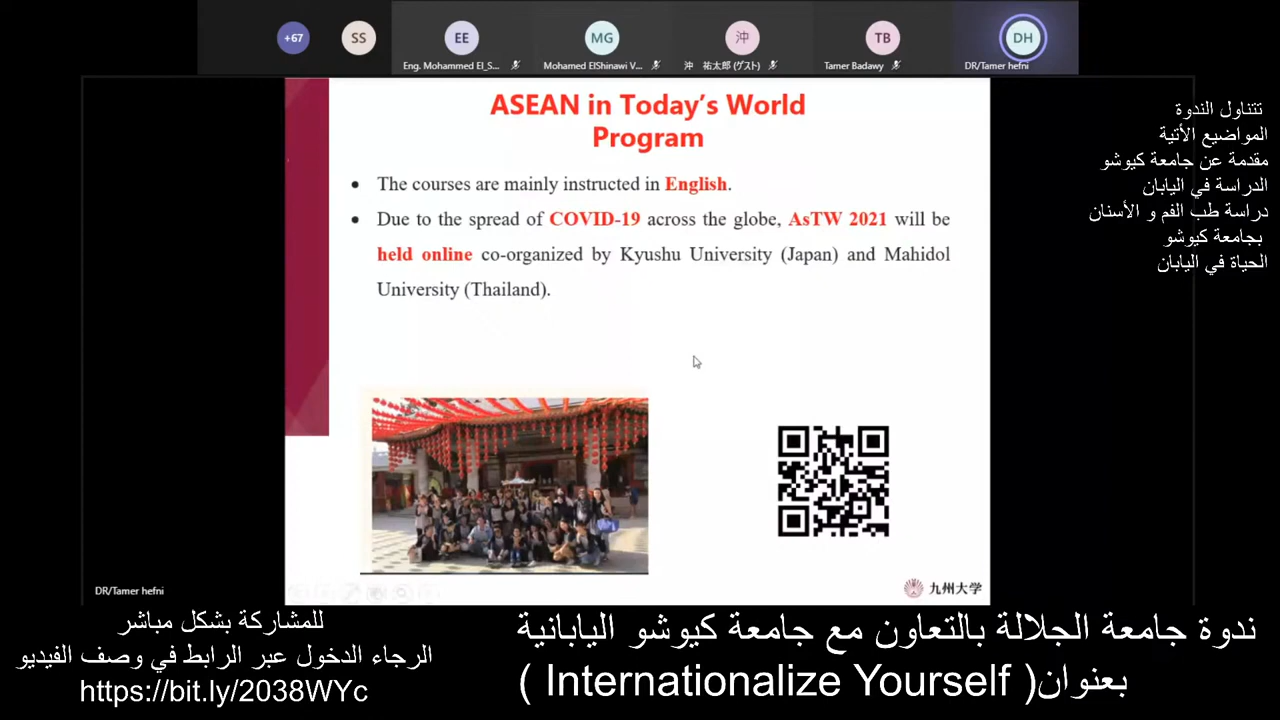 +67
SS
EE
MG
沖
TB
DH
Eng. Mohammed El_S...
Mohamed ElShinawi V...
沖 祐太郎 (ゲスト)
Tamer Badawy
DR/Tamer hefni
ASEAN in Today's World
Program
• The courses are mainly instructed in English.
• Due to the spread of COVID-19 across the globe, AsTW 2021 will be
held online co-organized by Kyushu University (Japan) and Mahidol
University (Thailand).
تتناول الندوة
المواضيع الأتية
مقدمة عن جامعة كيوشو
الدراسة في اليابان
دراسة طب الفم و الأسنان
بجامعة كيوشو
الحياة في اليابان
DR/Tamer hefni
九州大学
ندوة جامعة الجلالة بالتعاون مع جامعة كيوشو اليابانية
بعنوان( Internationalize Yourself )
للمشاركة بشكل مباشر
الرجاء الدخول عبر الرابط في وصف الفيديو
https://bit.ly/2038WYc